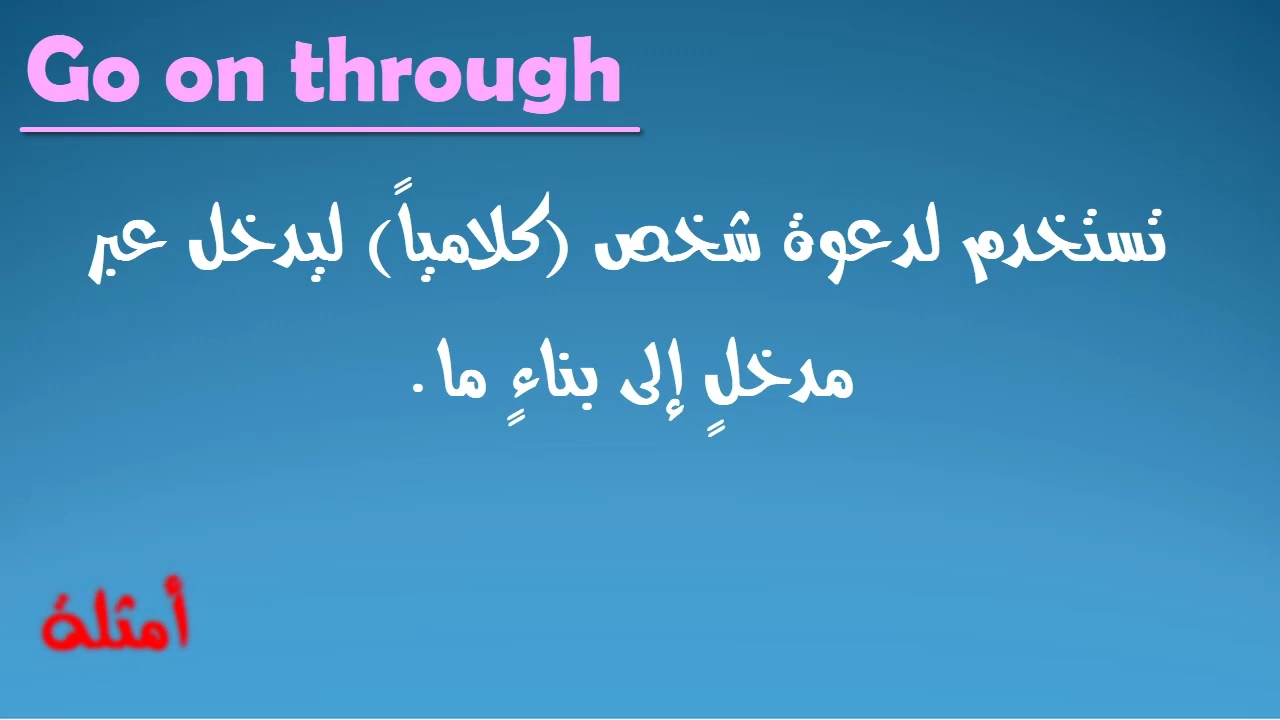 Go on through
تستخدم لدعوة شخص (كلامياً) ليدخل عبر
مدخلٍ إلى بناءٍ ما .
أمثلة